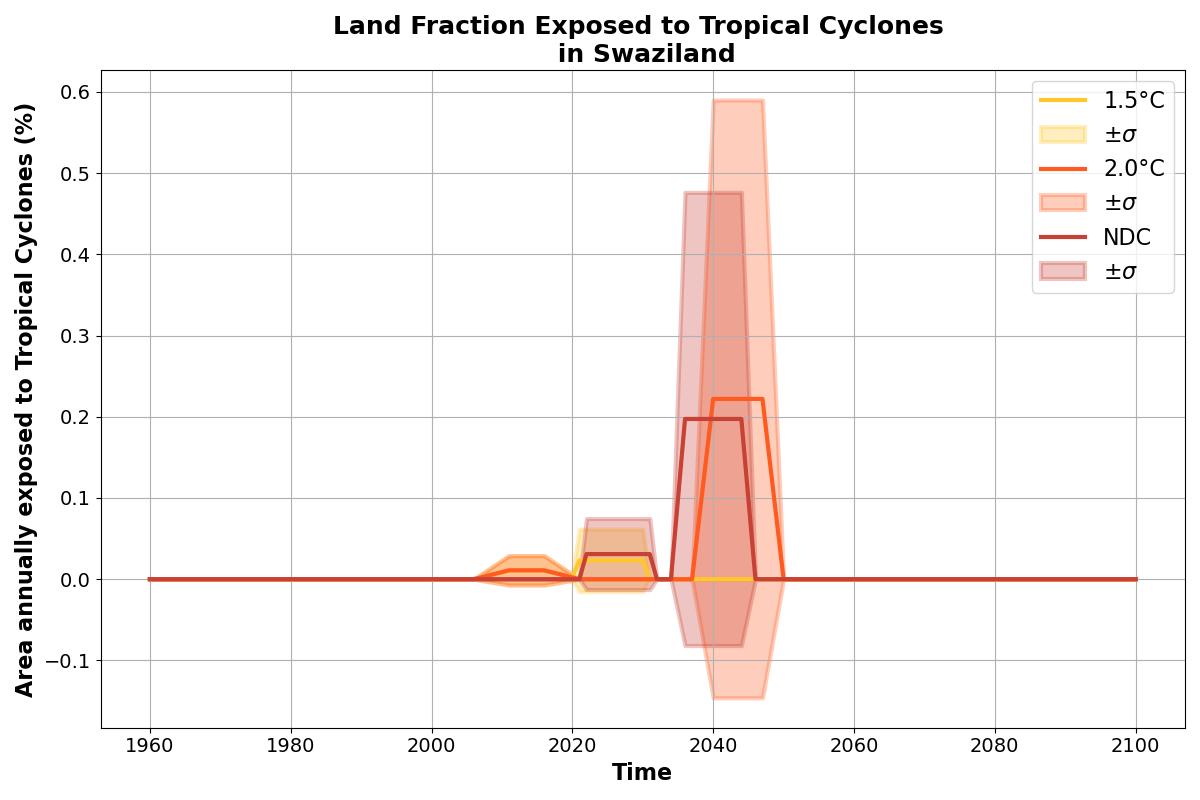 Land Fraction Exposed to Tropical Cyclones
in Swaziland
Area annually exposed to Tropical Cyclones (%)
0.6
0.5
0.4
0.3
0.2
0.1
0.0
−0.1
1960
1980
2000
2020
2040
2060
2080
2100
Time
1.5°C
±σ
2.0°C
±σ
NDC
±σ